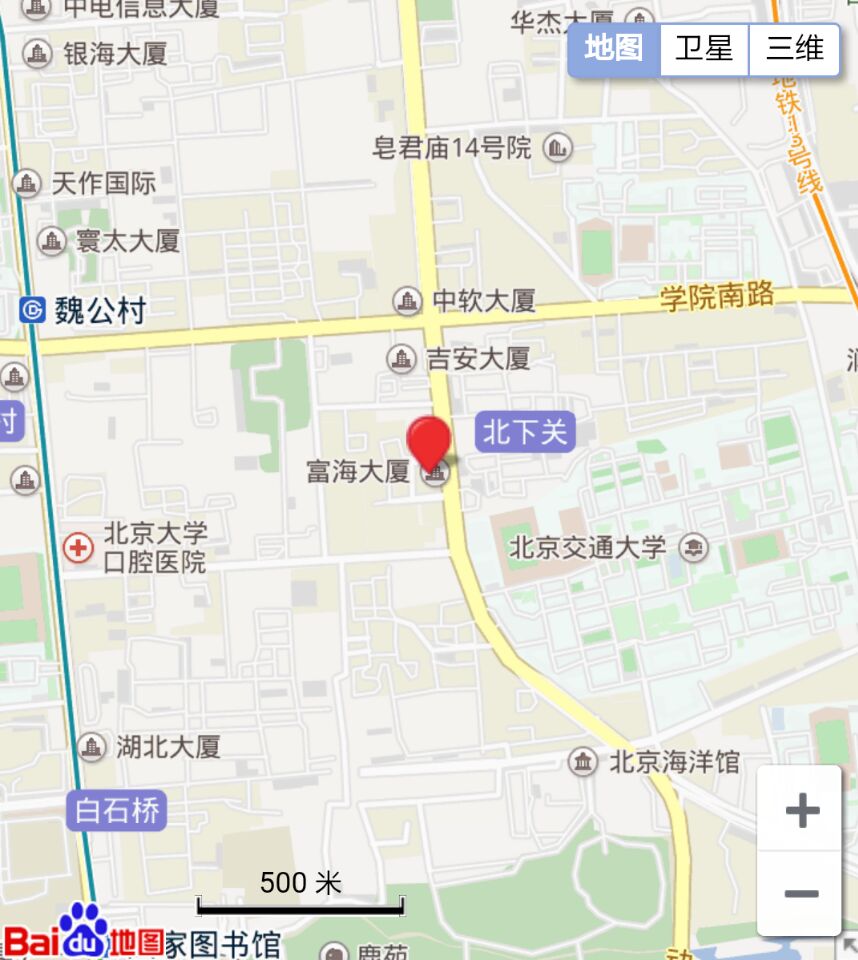 中电信息大厦
华杰大厦
银海大厦
地图
卫星
三维
地铁13号线
皂君庙14号院
天作国际
寰太大厦
魏公村
中软大厦
学院南路
吉安大厦
村
北下关
富海大厦
北京大学
口腔医院
北京交通大学
湖北大厦
北京海洋馆
白石桥
+
−
500 米
Bai du 地图
家图书馆
鹿苑